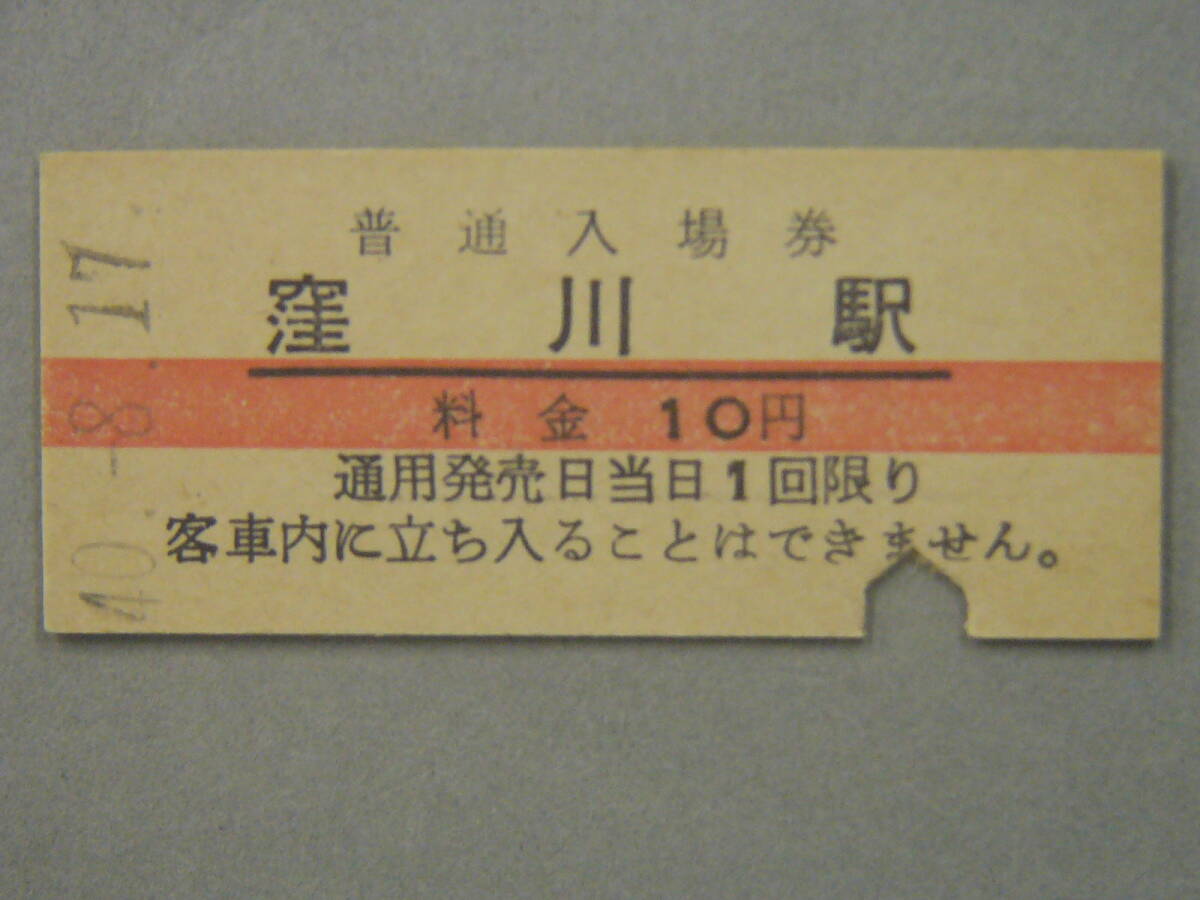 普通入場券
窪川駅
料金 10円
通用発売日当日1回限り
客車内に立ち入ることはできません。
40.-8.17